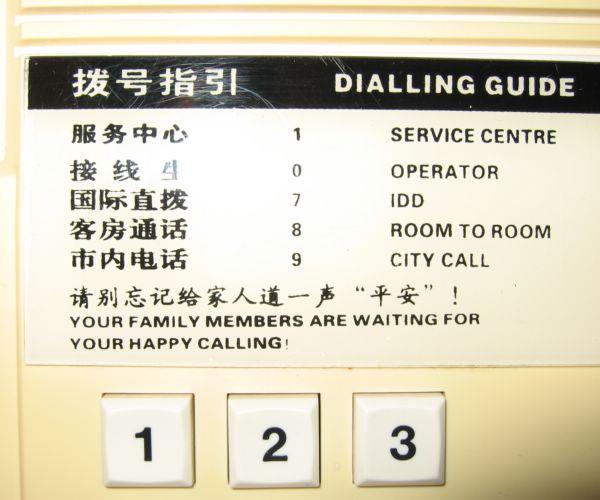 拨号指引 DIALLING GUIDE
服务中心 1 SERVICE CENTRE
接线生 0 OPERATOR
国际直拨 7 IDD
客房通话 8 ROOM TO ROOM
市内电话 9 CITY CALL
请别忘记给家人道一声“平安”！
YOUR FAMILY MEMBERS ARE WAITING FOR
YOUR HAPPY CALLING!
1 2 3